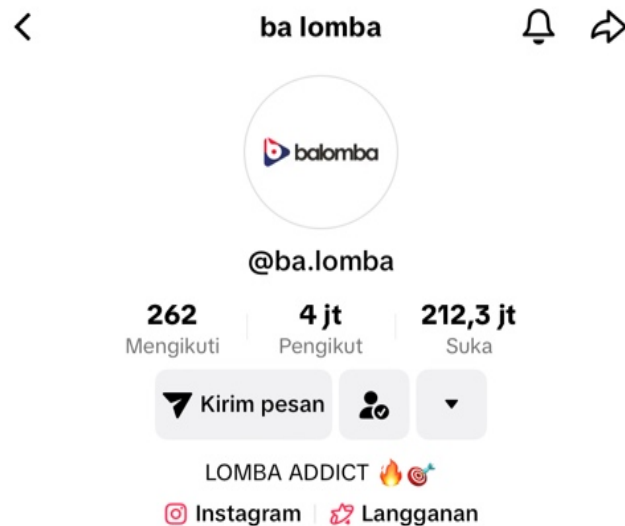 ba lomba
balomba
@ba.lomba
262 4 jt 212,3 jt
Mengikuti Pengikut Suka
Kirim pesan
LOMBA ADDICT 🔥🎯
Instagram Langganan